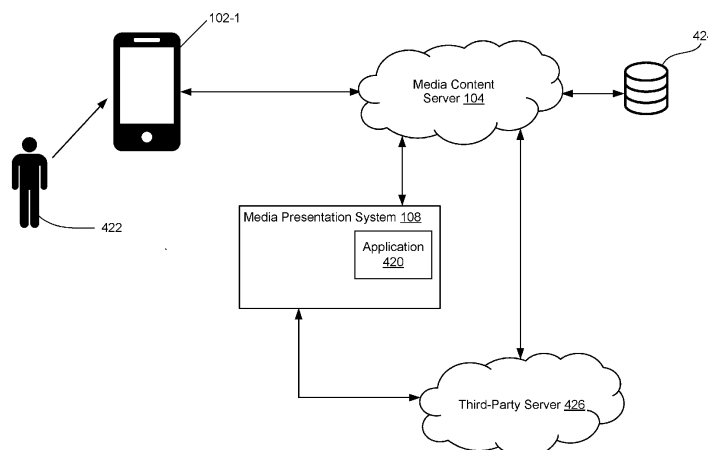 102-1
Media Content
Server 104
422
Media Presentation System 108
Application
420
Third-Party Server 426